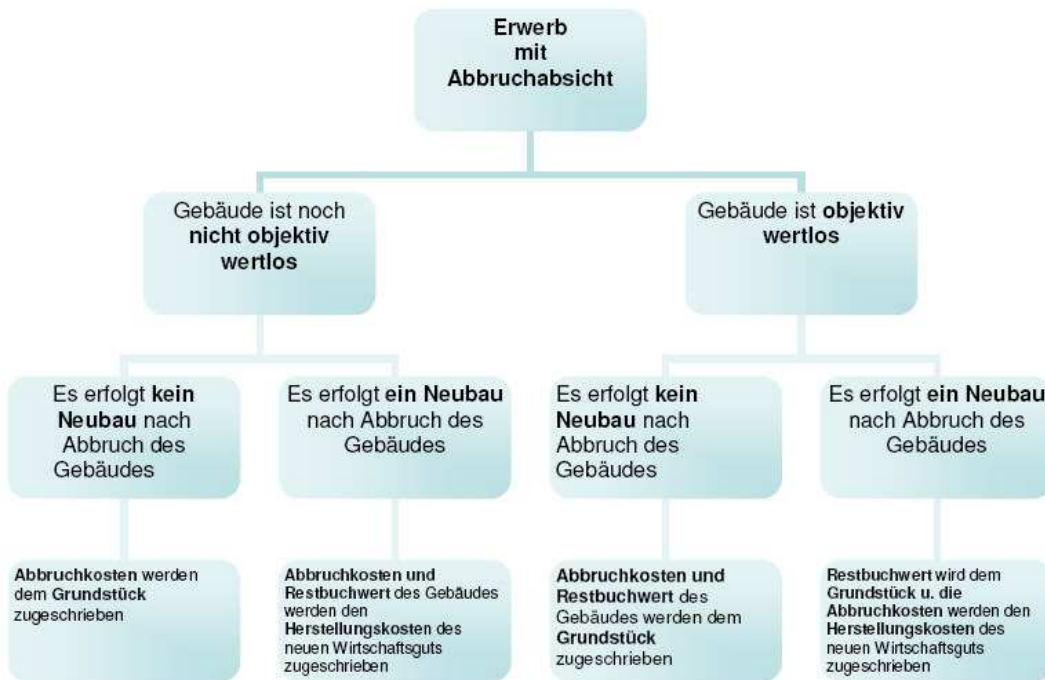 Erwerb
mit
Abbruchabsicht
Gebäude ist noch
nicht objektiv
wertlos
Gebäude ist objektiv
wertlos
Es erfolgt kein
Neubau nach
Abbruch des
Gebäudes
Es erfolgt ein Neubau
nach Abbruch des
Gebäudes
Es erfolgt kein
Neubau nach
Abbruch des
Gebäudes
Es erfolgt ein Neubau
nach Abbruch des
Gebäudes
Abbruchkosten werden
dem Grundstück
zugeschrieben
Abbruchkosten und
Restbuchwert des Gebäudes
werden den
Herstellungskosten des
neuen Wirtschaftsguts
zugeschrieben
Abbruchkosten und
Restbuchwert des
Gebäudes werden dem
Grundstück
zugeschrieben
Restbuchwert wird dem
Grundstück u. die
Abbruchkosten werden den
Herstellungskosten des
neuen Wirtschaftsguts
zugeschrieben